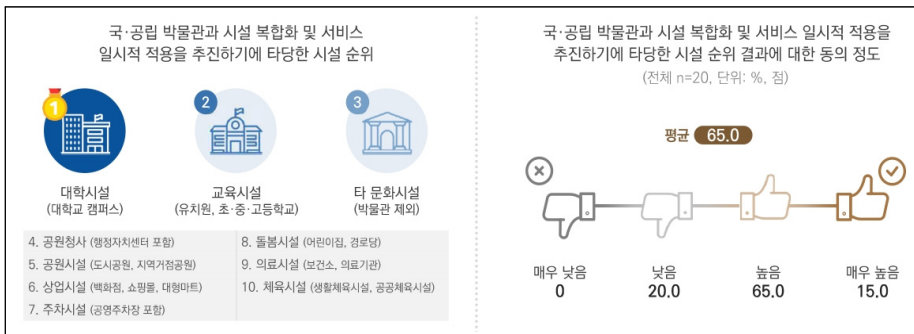 국·공립 박물관과 시설 복합화 및 서비스
일시적 적용을 추진하기에 타당한 시설 순위
1
2
3
대학시설
(대학교 캠퍼스)
교육시설
(유치원, 초·중·고등학교)
타 문화시설
(박물관 제외)
4. 공원청사 (행정자치센터 포함)
5. 공원시설 (도시공원, 지역거점공원)
6. 상업시설 (백화점, 쇼핑몰, 대형마트)
7. 주차시설 (공영주차장 포함)
8. 돌봄시설 (어린이집, 경로당)
9. 의료시설 (보건소, 의료기관)
10. 체육시설 (생활체육시설, 공공체육시설)
국·공립 박물관과 시설 복합화 및 서비스 일시적 적용을
추진하기에 타당한 시설 순위 결과에 대한 동의 정도
(전체 n=20, 단위: %, 점)
평균 65.0
매우 낮음
0
낮음
20.0
높음
65.0
매우 높음
15.0